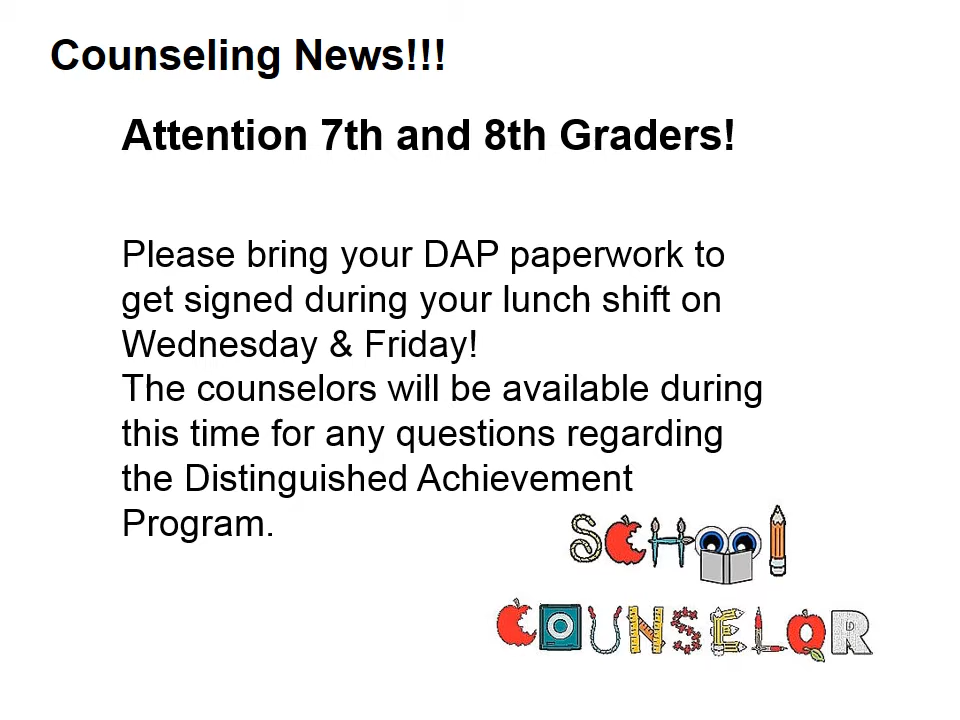 Counseling News!!!
Attention 7th and 8th Graders!
Please bring your DAP paperwork to
get signed during your lunch shift on
Wednesday & Friday!
The counselors will be available during
this time for any questions regarding
the Distinguished Achievement
Program.
SCHOOL
COUNSELOR